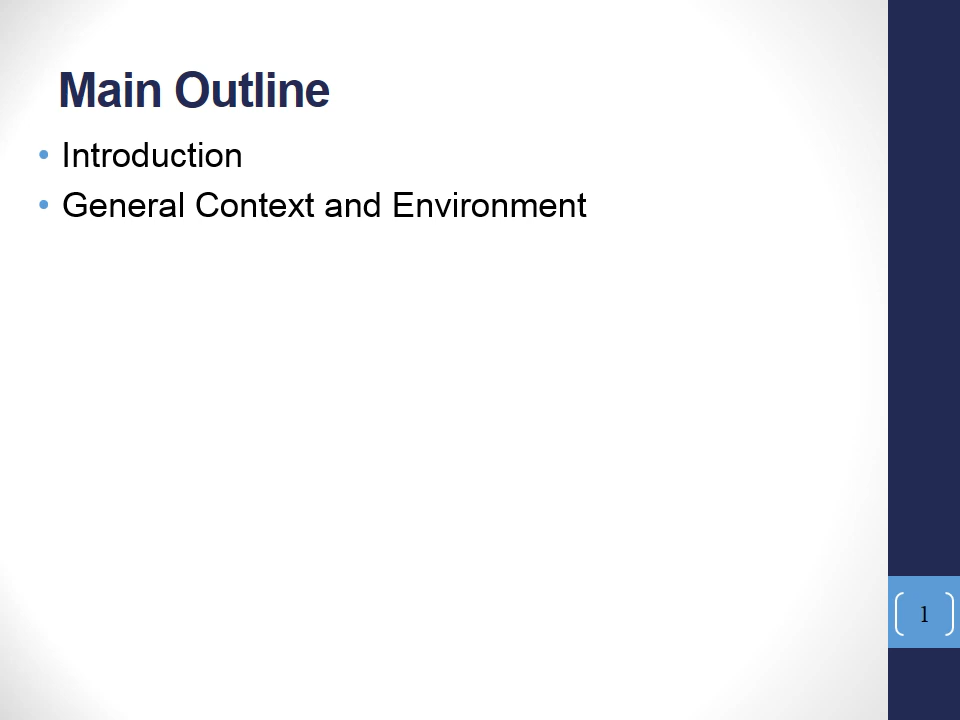 Main Outline
• Introduction
• General Context and Environment
1